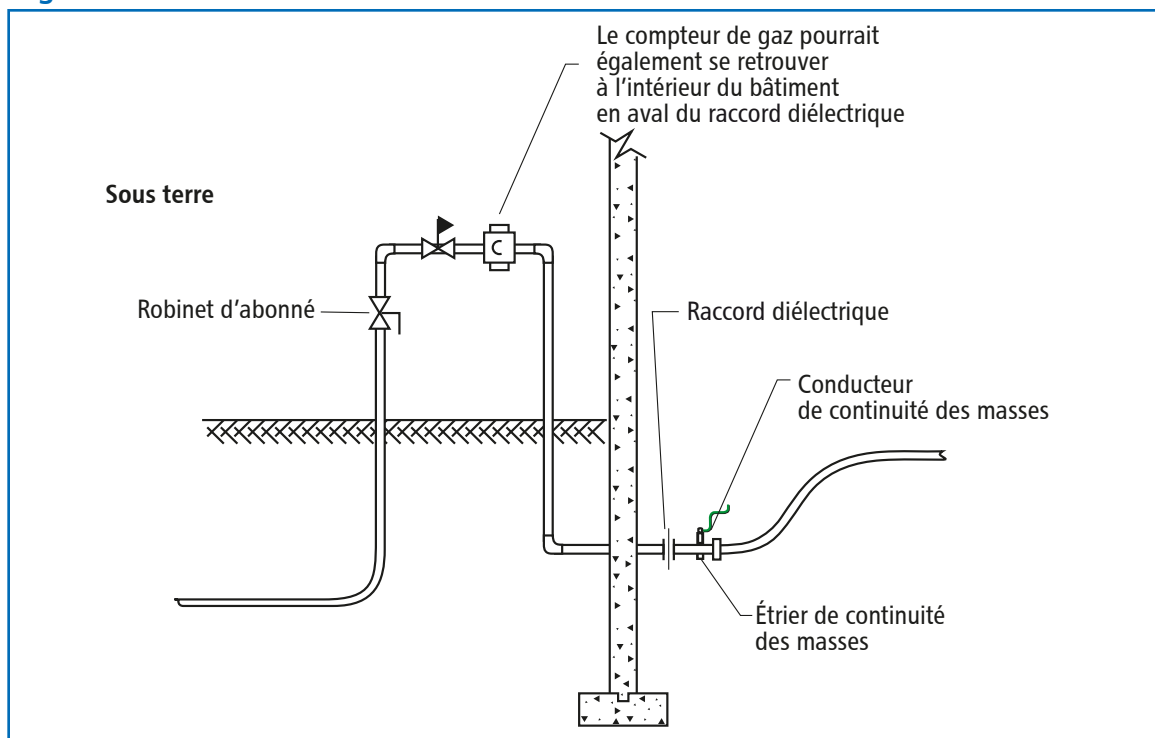 Le compteur de gaz pourrait
également se retrouver
à l'intérieur du bâtiment
en aval du raccord diélectrique
Sous terre
C
Robinet d'abonné
Raccord diélectrique
Conducteur
de continuité des masses
Étrier de continuité
des masses